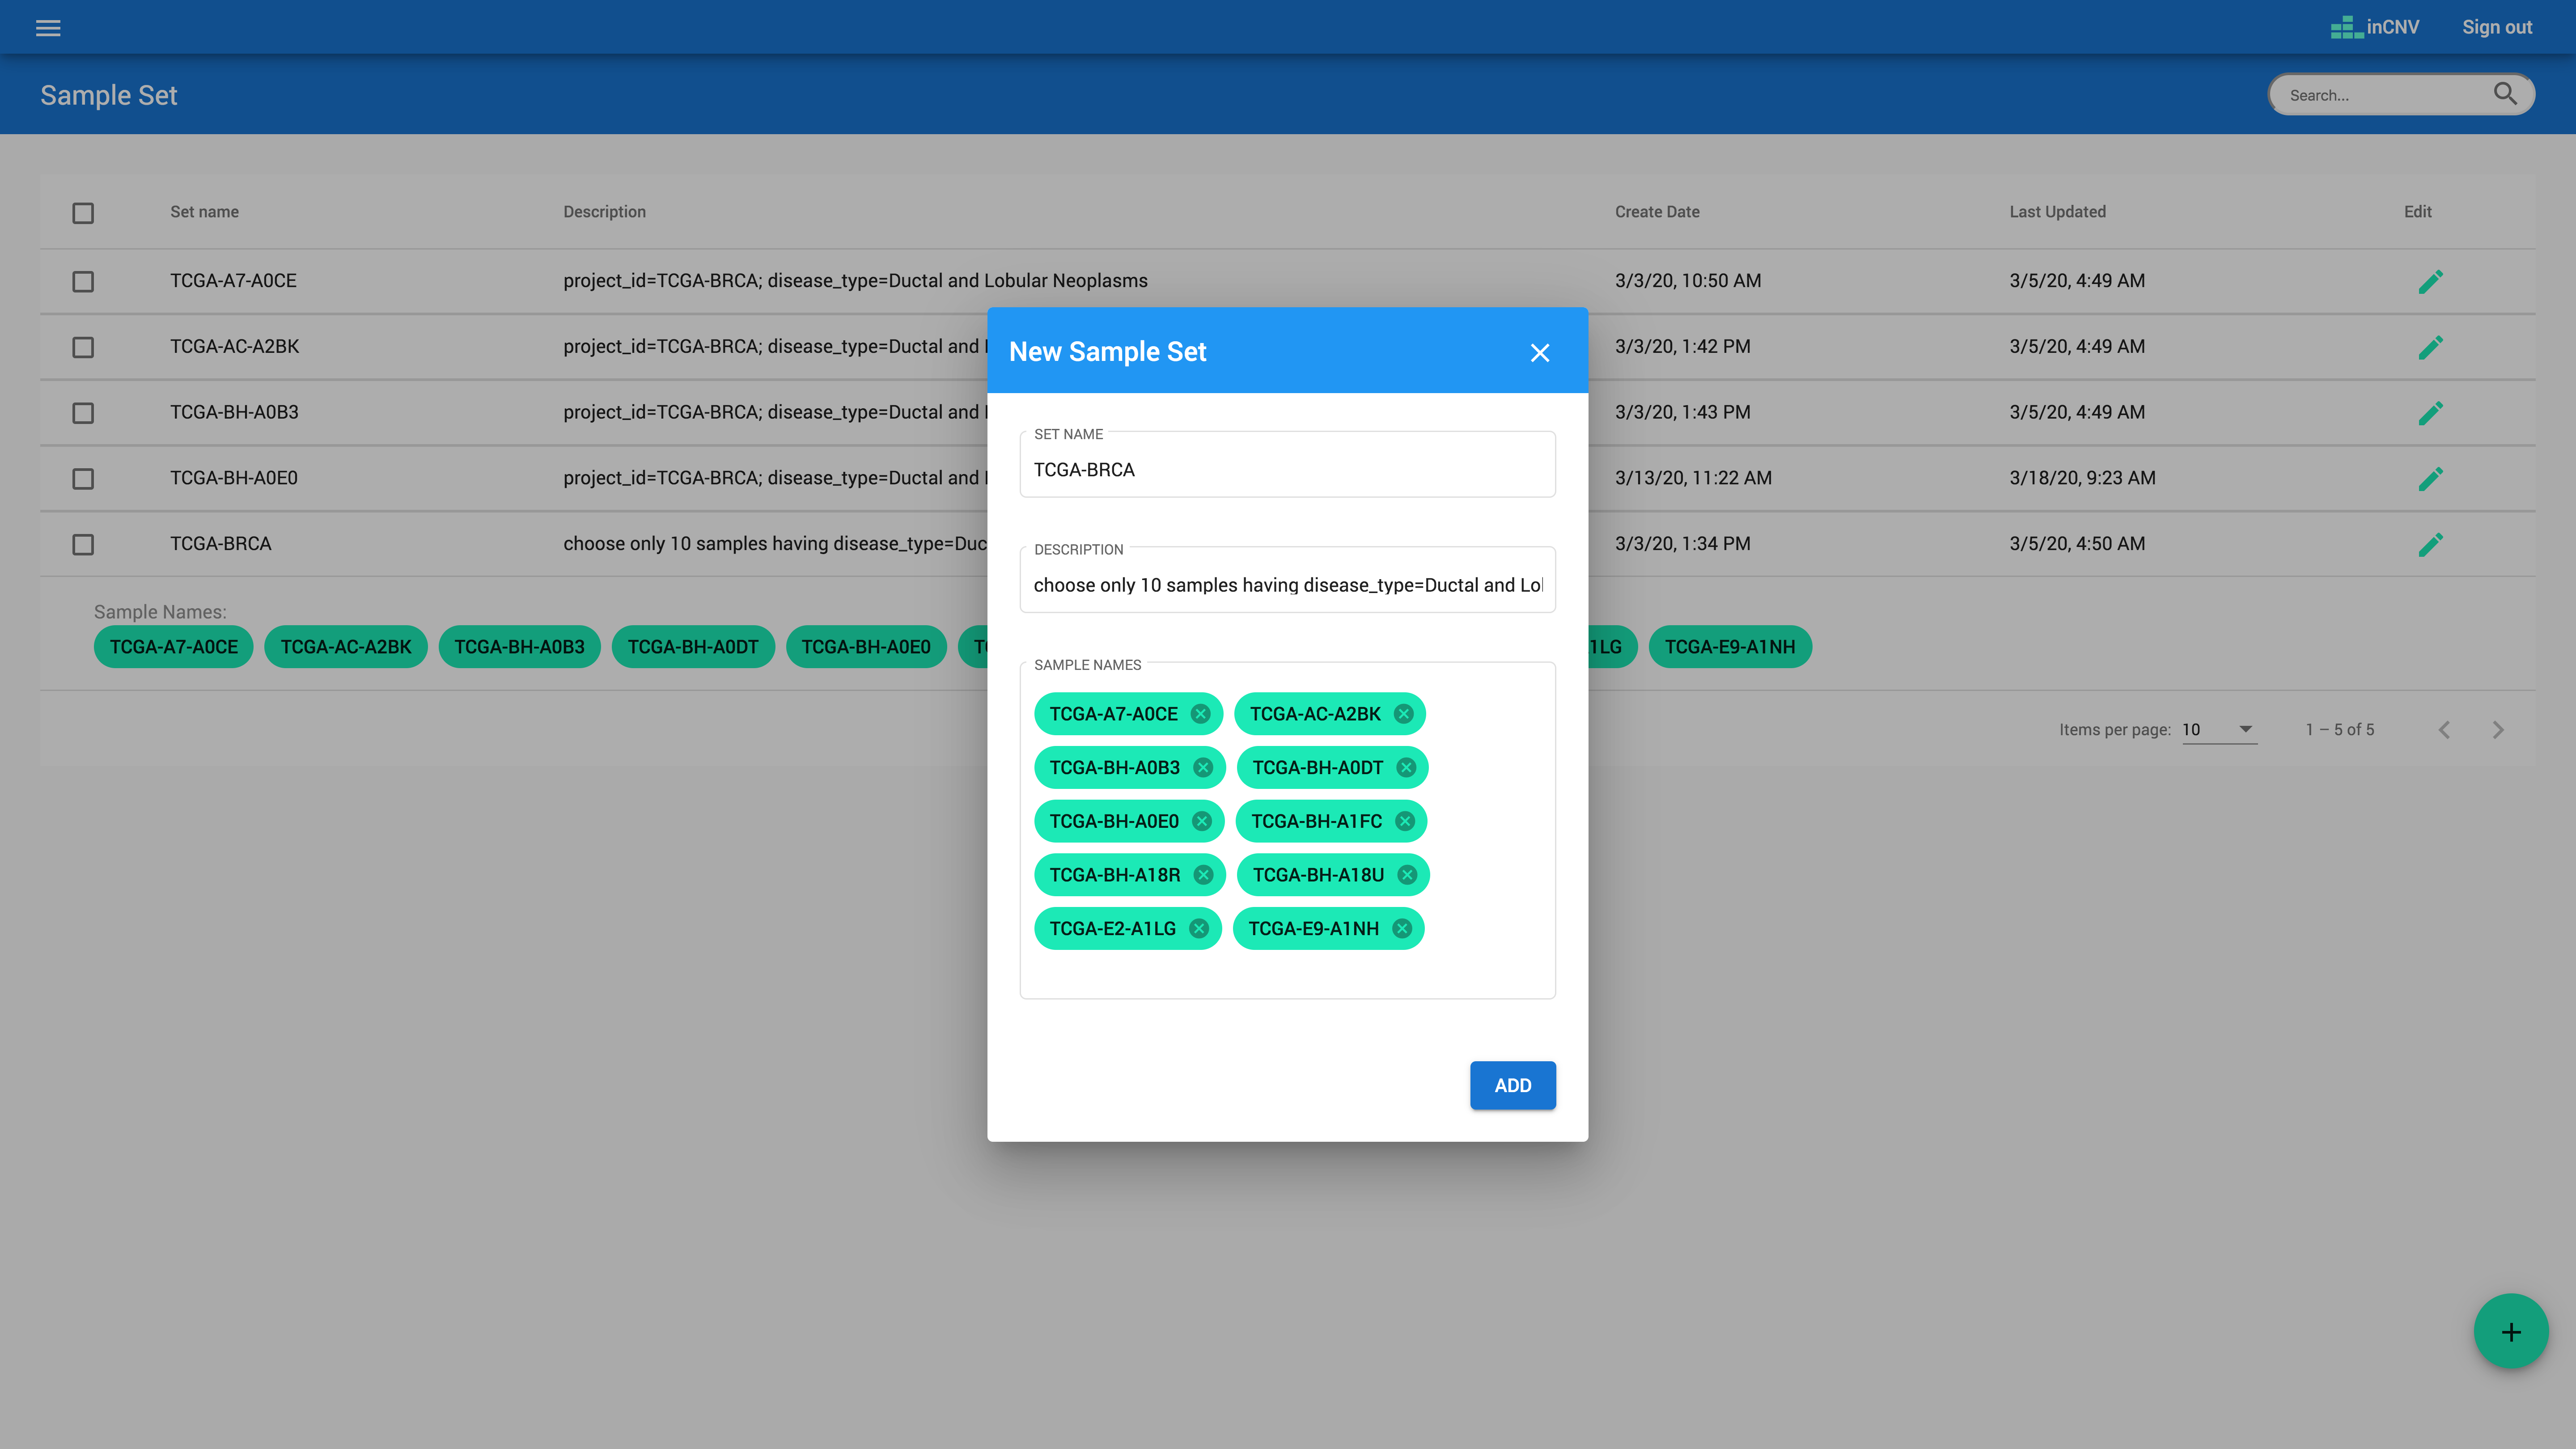 inCNV Sign out
Sample Set
Search...
Set name Description Create Date Last Updated Edit
TCGA-A7-A0CE project_id=TCGA-BRCA; disease_type=Ductal and Lobular Neoplasms 3/3/20, 10:50 AM 3/5/20, 4:49 AM
TCGA-AC-A2BK project_id=TCGA-BRCA; disease_type=Ductal and 3/3/20, 1:42 PM 3/5/20, 4:49 AM
TCGA-BH-A0B3 project_id=TCGA-BRCA; disease_type=Ductal and 3/3/20, 1:43 PM 3/5/20, 4:49 AM
TCGA-BH-A0E0 project_id=TCGA-BRCA; disease_type=Ductal and 3/13/20, 11:22 AM 3/18/20, 9:23 AM
TCGA-BRCA choose only 10 samples having disease_type=Duc 3/3/20, 1:34 PM 3/5/20, 4:50 AM
Sample Names:
TCGA-A7-A0CE TCGA-AC-A2BK TCGA-BH-A0B3 TCGA-BH-A0DT TCGA-BH-A0E0 1LG TCGA-E9-A1NH
Items per page: 10 1 – 5 of 5
New Sample Set
SET NAME
TCGA-BRCA
DESCRIPTION
choose only 10 samples having disease_type=Ductal and Lo
SAMPLE NAMES
TCGA-A7-A0CE TCGA-AC-A2BK
TCGA-BH-A0B3 TCGA-BH-A0DT
TCGA-BH-A0E0 TCGA-BH-A1FC
TCGA-BH-A18R TCGA-BH-A18U
TCGA-E2-A1LG TCGA-E9-A1NH
ADD